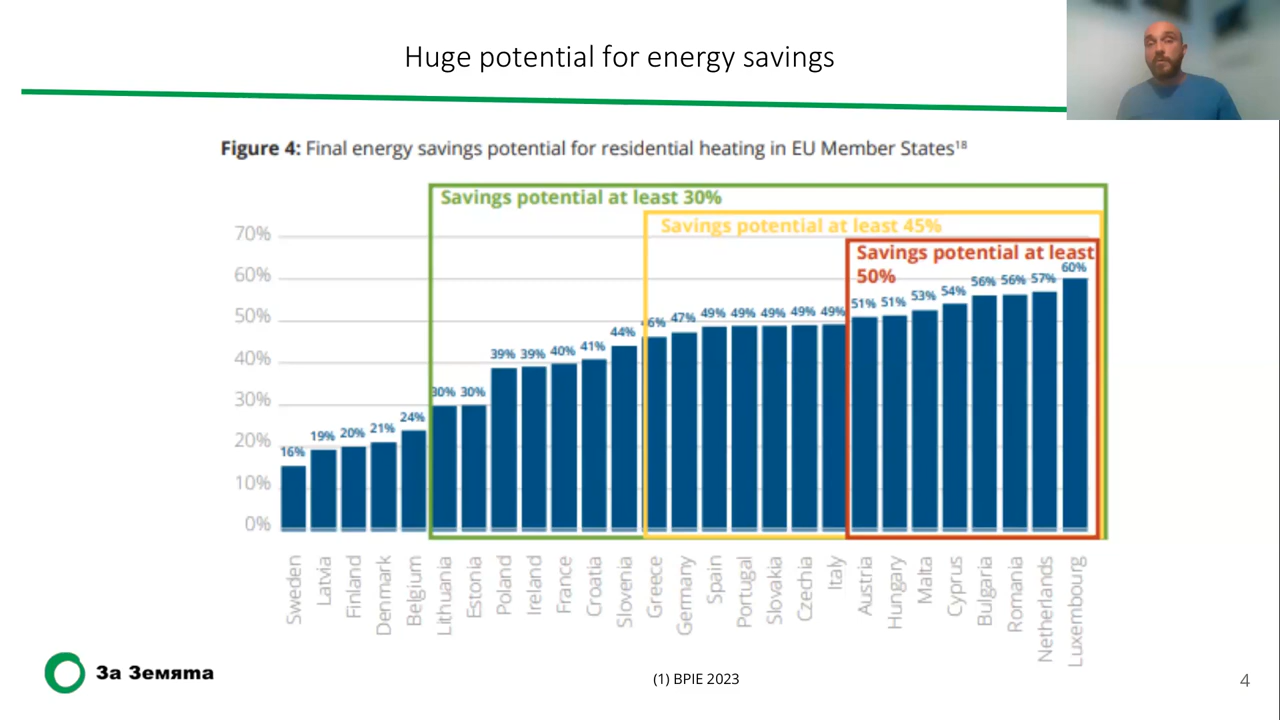 Huge potential for energy savings
Figure 4: Final energy savings potential for residential heating in EU Member States¹⁸
Savings potential at least 30%
Savings potential at least 45%
Savings potential at least
50%
70%
60%
50%
40%
30%
20%
10%
0%
16%
19%
20%
21%
24%
30%
30%
39%
39%
40%
41%
44%
6%
47%
49%
49%
49%
49%
49%
51%
51%
53%
54%
56%
56%
57%
60%
Sweden
Latvia
Finland
Denmark
Belgium
Lithuania
Estonia
Poland
Ireland
France
Croatia
Slovenia
Greece
Germany
Spain
Portugal
Slovakia
Czechia
Italy
Austria
Hungary
Malta
Cyprus
Bulgaria
Romania
Netherlands
Luxembourg
За Земята
(1) BPIE 2023
4